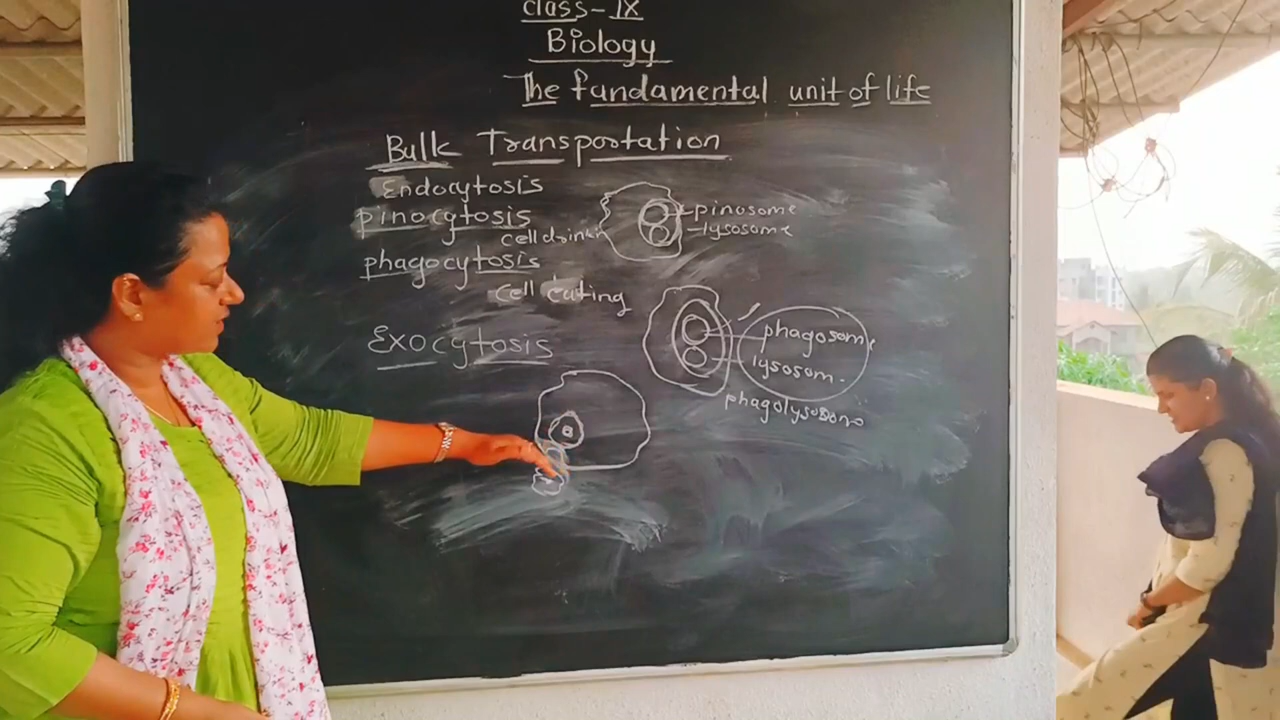 class-IX
Biology
The fundamental unit of life
Bulk Transportation
Endocytosis
pinocytosis
cell drinkin
phagocytosis
cell eating
pinosome
lysosome
Exocytosis
phagosome
lysosom
phagolysosome